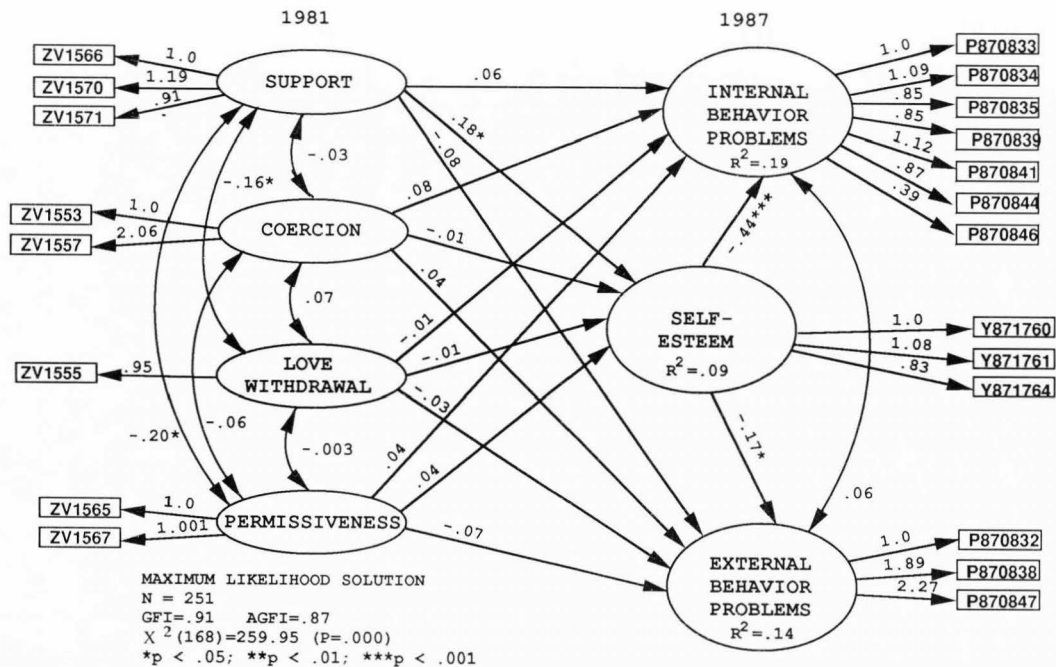 1981
1987
ZV1566
ZV1570
ZV1571
1.0
1.19
.91
SUPPORT
.06
.18*
-.08
INTERNAL
BEHAVIOR
PROBLEMS
R²=.19
1.0
1.09
.85
.85
1.12
.87
.39
P870833
P870834
P870835
P870839
P870841
P870844
P870846
-.03
-.16*
ZV1553
ZV1557
1.0
2.06
COERCION
.08
-.01
.04
-.44***
.07
SELF-
ESTEEM
R²=.09
1.0
1.08
.83
Y871760
Y871761
Y871764
ZV1555
.95
LOVE
WITHDRAWAL
-.01
-.01
-.03
-.20*
-.06
-.003
.04
.04
-.17*
.06
ZV1565
ZV1567
1.0
1.001
PERMISSIVENESS
-.07
EXTERNAL
BEHAVIOR
PROBLEMS
R²=.14
1.0
1.89
2.27
P870832
P870838
P870847
MAXIMUM LIKELIHOOD SOLUTION
N = 251
GFI=.91 AGFI=.87
X²(168)=259.95 (P=.000)
*p < .05; **p < .01; ***p < .001